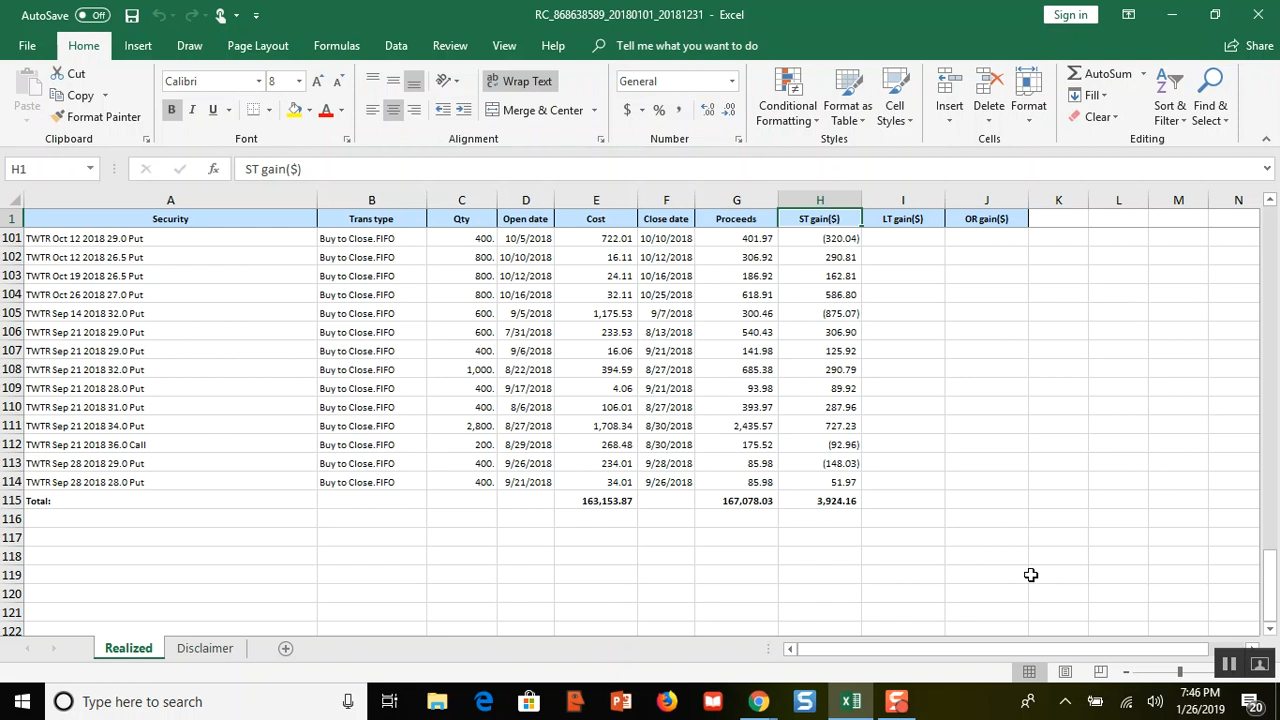 AutoSave Off RC_868638589_20180101_20181231 - Excel Sign in
File Home Insert Draw Page Layout Formulas Data Review View Help Tell me what you want to do Share
Paste Cut Calibri 8 Wrap Text General Conditional Formatting Format as Table Cell Styles Insert Delete Format AutoSum Sort & Filter Find & Select
Copy B I U A Merge & Center $ % , Fill
Format Painter Clear
Clipboard Font Alignment Number Styles Cells Editing
H1 fx ST gain($)
A B C D E F G H I J K L M N
1 Security Trans type Qty Open date Cost Close date Proceeds ST gain($) LT gain($) OR gain($)
101 TWTR Oct 12 2018 29.0 Put Buy to Close.FIFO 400. 10/5/2018 722.01 10/10/2018 401.97 (320.04)
102 TWTR Oct 12 2018 26.5 Put Buy to Close.FIFO 800. 10/10/2018 16.11 10/12/2018 306.92 290.81
103 TWTR Oct 19 2018 26.5 Put Buy to Close.FIFO 800. 10/12/2018 24.11 10/16/2018 186.92 162.81
104 TWTR Oct 26 2018 27.0 Put Buy to Close.FIFO 800. 10/16/2018 32.11 10/25/2018 618.91 586.80
105 TWTR Sep 14 2018 32.0 Put Buy to Close.FIFO 600. 9/5/2018 1,175.53 9/7/2018 300.46 (875.07)
106 TWTR Sep 21 2018 29.0 Put Buy to Close.FIFO 600. 7/31/2018 233.53 8/13/2018 540.43 306.90
107 TWTR Sep 21 2018 29.0 Put Buy to Close.FIFO 400. 9/6/2018 16.06 9/21/2018 141.98 125.92
108 TWTR Sep 21 2018 32.0 Put Buy to Close.FIFO 1,000. 8/22/2018 394.59 8/27/2018 685.38 290.79
109 TWTR Sep 21 2018 28.0 Put Buy to Close.FIFO 400. 9/17/2018 4.06 9/21/2018 93.98 89.92
110 TWTR Sep 21 2018 31.0 Put Buy to Close.FIFO 400. 8/6/2018 106.01 8/27/2018 393.97 287.96
111 TWTR Sep 21 2018 34.0 Put Buy to Close.FIFO 2,800. 8/27/2018 1,708.34 8/30/2018 2,435.57 727.23
112 TWTR Sep 21 2018 36.0 Call Buy to Close.FIFO 200. 8/29/2018 268.48 8/30/2018 175.52 (92.96)
113 TWTR Sep 28 2018 29.0 Put Buy to Close.FIFO 400. 9/26/2018 234.01 9/28/2018 85.98 (148.03)
114 TWTR Sep 28 2018 28.0 Put Buy to Close.FIFO 400. 9/21/2018 34.01 9/26/2018 85.98 51.97
115 Total: 163,153.87 167,078.03 3,924.16
116
117
118
119
120
121
122
Realized Disclaimer
Type here to search 7:46 PM
1/26/2019 20